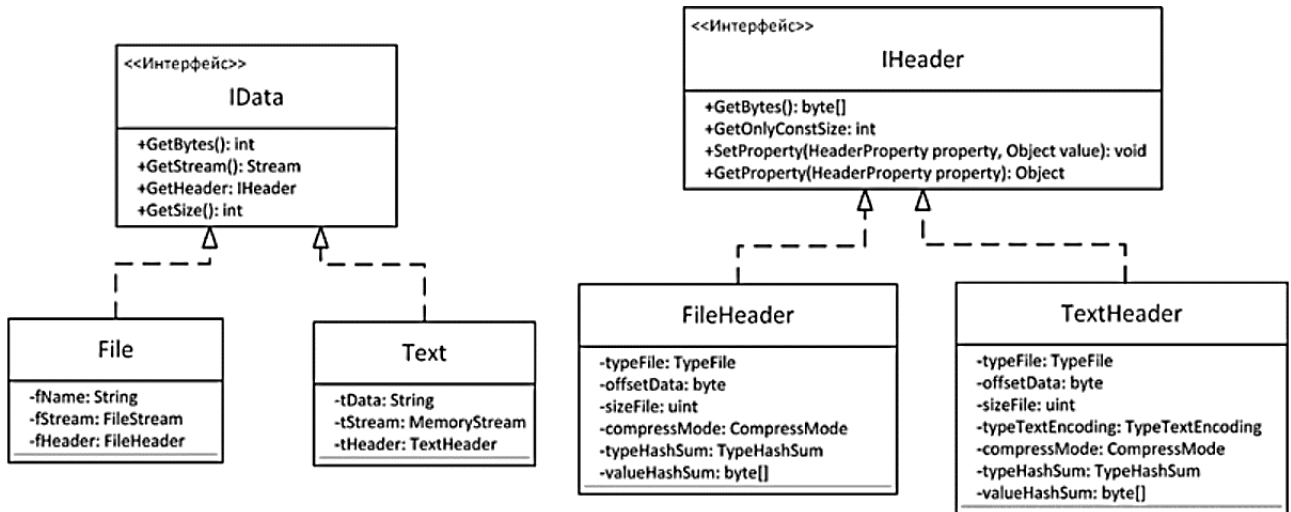 <<Интерфейс>>
IData
+GetBytes(): int
+GetStream(): Stream
+GetHeader: IHeader
+GetSize(): int
File
-fName: String
-fStream: FileStream
-fHeader: FileHeader
Text
-tData: String
-tStream: MemoryStream
-tHeader: TextHeader
<<Интерфейс>>
IHeader
+GetBytes(): byte[]
+GetOnlyConstSize: int
+SetProperty(HeaderProperty property, Object value): void
+GetProperty(HeaderProperty property): Object
FileHeader
-typeFile: TypeFile
-offsetData: byte
-sizeFile: uint
-compressMode: CompressMode
-typeHashSum: TypeHashSum
-valueHashSum: byte[]
TextHeader
-typeFile: TypeFile
-offsetData: byte
-sizeFile: uint
-typeTextEncoding: TypeTextEncoding
-compressMode: CompressMode
-typeHashSum: TypeHashSum
-valueHashSum: byte[]